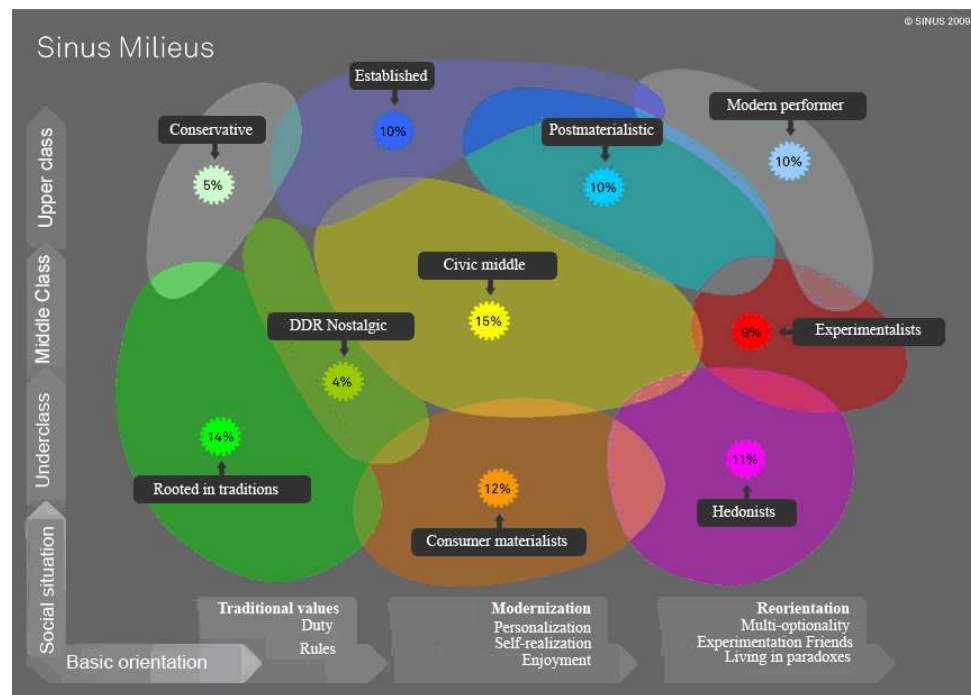 © SINUS 2009
Sinus Milieus
Established
10%
Conservative
5%
Postmaterialistic
10%
Modern performer
10%
Civic middle
15%
DDR Nostalgic
4%
Experimentalists
9%
14%
Rooted in traditions
12%
Consumer materialists
11%
Hedonists
Upper class
Middle Class
Underclass
Social situation
Basic orientation
Traditional values
Duty
Rules
Modernization
Personalization
Self-realization
Enjoyment
Reorientation
Multi-optionality
Experimentation Friends
Living in paradoxes